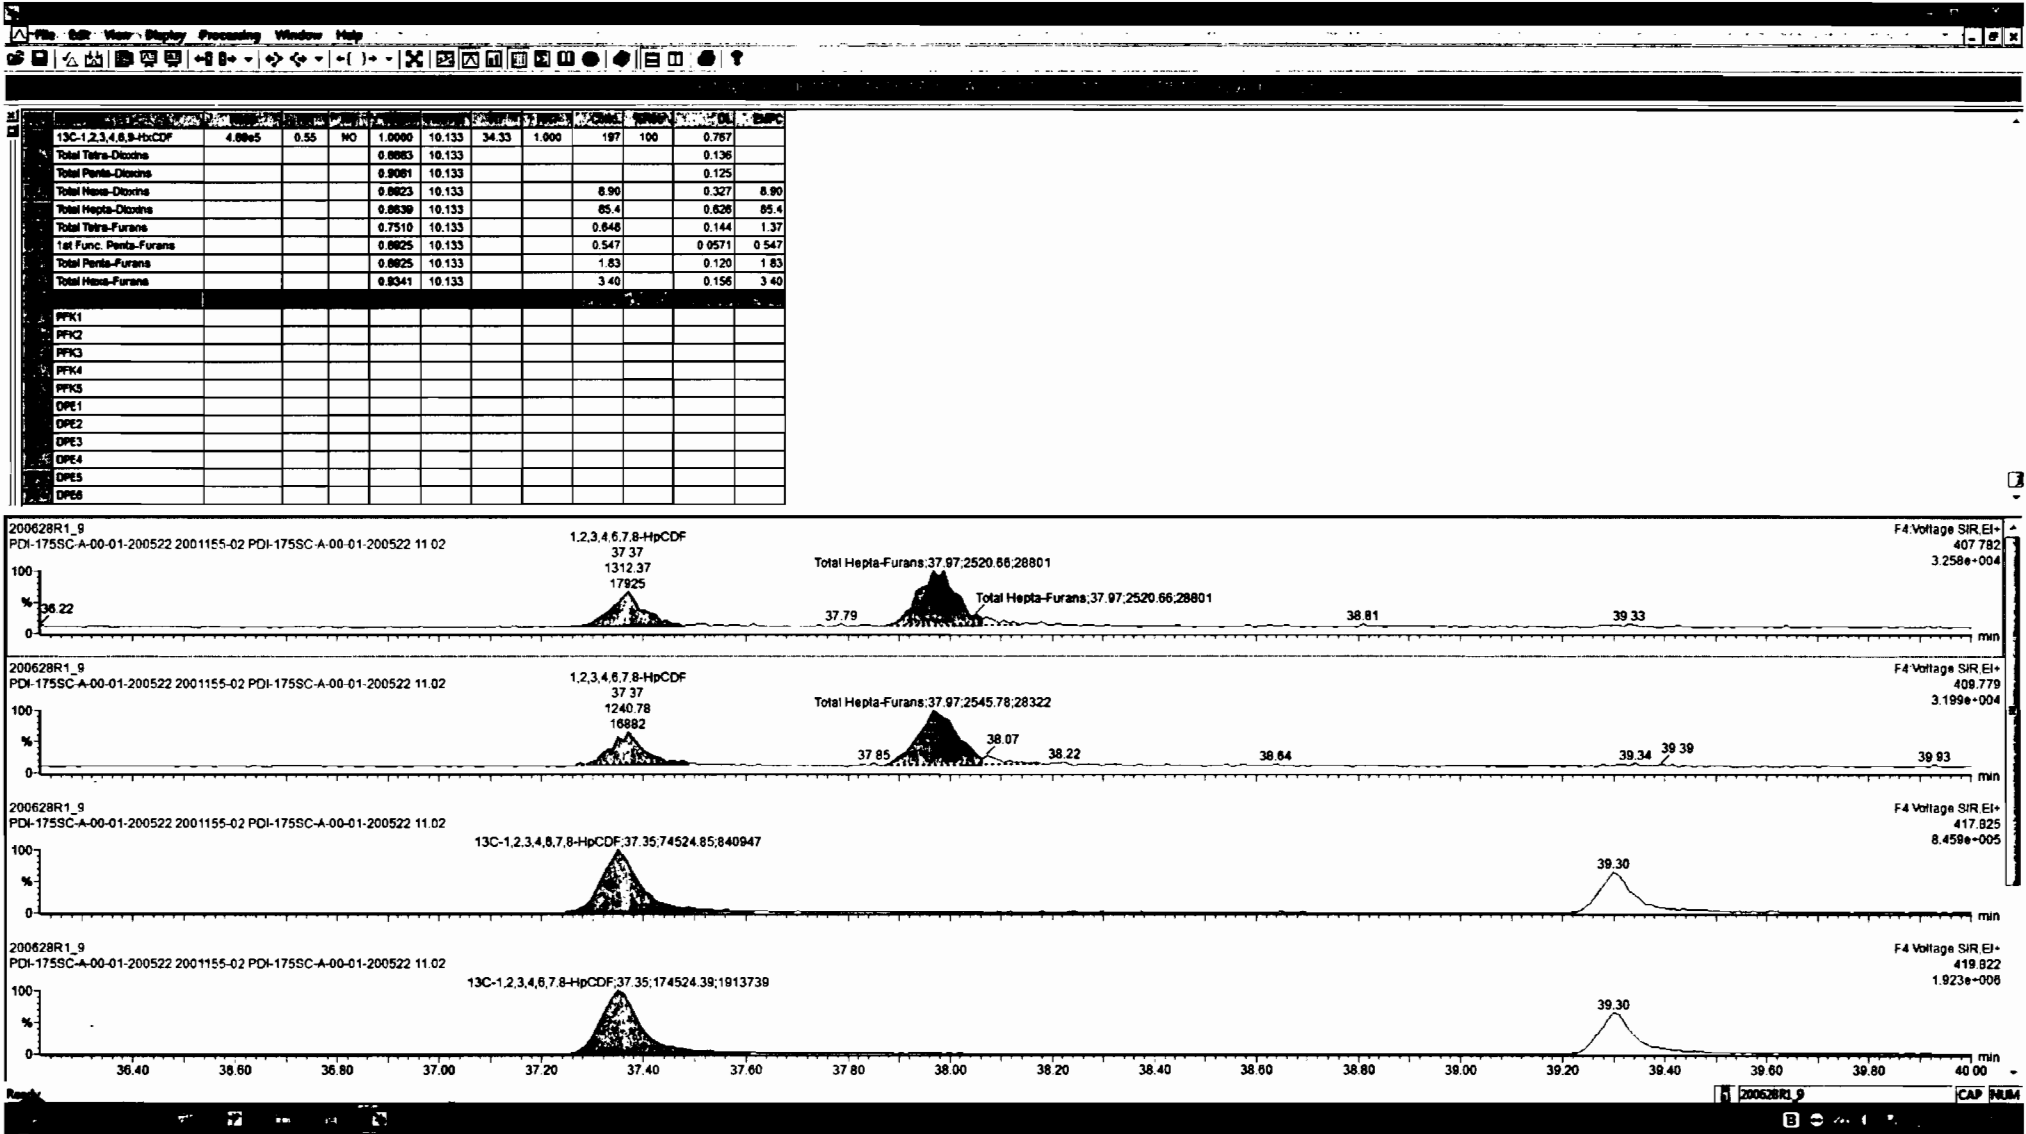 File Edit View Display Processing Window Help
Conc. DL EMPC
13C-1,2,3,4,6,9-HxCDF 4.69e5 0.55 NO 1.0000 10.133 34.33 1.000 197 100 0.767
Total Tetra-Dioxins 0.8883 10.133 0.136
Total Penta-Dioxins 0.9081 10.133 0.125
Total Hexa-Dioxins 0.8923 10.133 8.90 0.327 8.90
Total Hepta-Dioxins 0.8639 10.133 85.4 0.626 85.4
Total Tetra-Furans 0.7510 10.133 0.648 0.144 1.37
1st Func. Penta-Furans 0.8825 10.133 0.547 0 0571 0 547
Total Penta-Furans 0.8825 10.133 1.83 0.120 1 83
Total Hexa-Furans 0.9341 10.133 3 40 0.156 3 40
PFK1
PFK2
PFK3
PFK4
PFK5
DPE1
DPE2
DPE3
DPE4
DPE5
DPE6
200628R1_9
PDI-175SC-A-00-01-200522 2001155-02 PDI-175SC-A-00-01-200522 11 02
F4:Voltage SIR,EI+
407 782
3.258e+004
1,2,3,4,6,7,8-HpCDF
37 37
1312.37
17925
Total Hepta-Furans;37.97;2520.66;28801
Total Hepta-Furans;37.97;2520.66;28801
100
%
0
36.22 37.79 38.81 39 33
min
200628R1_9
PDI-175SC-A-00-01-200522 2001155-02 PDI-175SC-A-00-01-200522 11.02
F4:Voltage SIR,EI+
409.779
3.199e+004
1,2,3,4,6,7,8-HpCDF
37 37
1240.78
16882
Total Hepta-Furans;37.97;2545.78;28322
100
%
0
37 85 38.07 38.22 38.64 39.34 39 39 39 93
min
200628R1_9
PDI-175SC-A-00-01-200522 2001155-02 PDI-175SC-A-00-01-200522 11.02
F4:Voltage SIR,EI+
417.825
8.459e+005
13C-1,2,3,4,6,7,8-HpCDF;37.35;74524.85;840947
100
%
0
39.30
min
200628R1_9
PDI-175SC-A-00-01-200522 2001155-02 PDI-175SC-A-00-01-200522 11 02
F4 Voltage SIR,EI+
419.822
1.923e+006
13C-1,2,3,4,6,7,8-HpCDF;37.35;174524.39;1913739
100
%
0
39.30
min
36.40 36.60 36.80 37.00 37.20 37.40 37.60 37 80 38.00 38.20 38.40 38.60 38.80 39.00 39.20 39.40 39.60 39.80 40 00
Ready 200628R1_9 CAP NUM